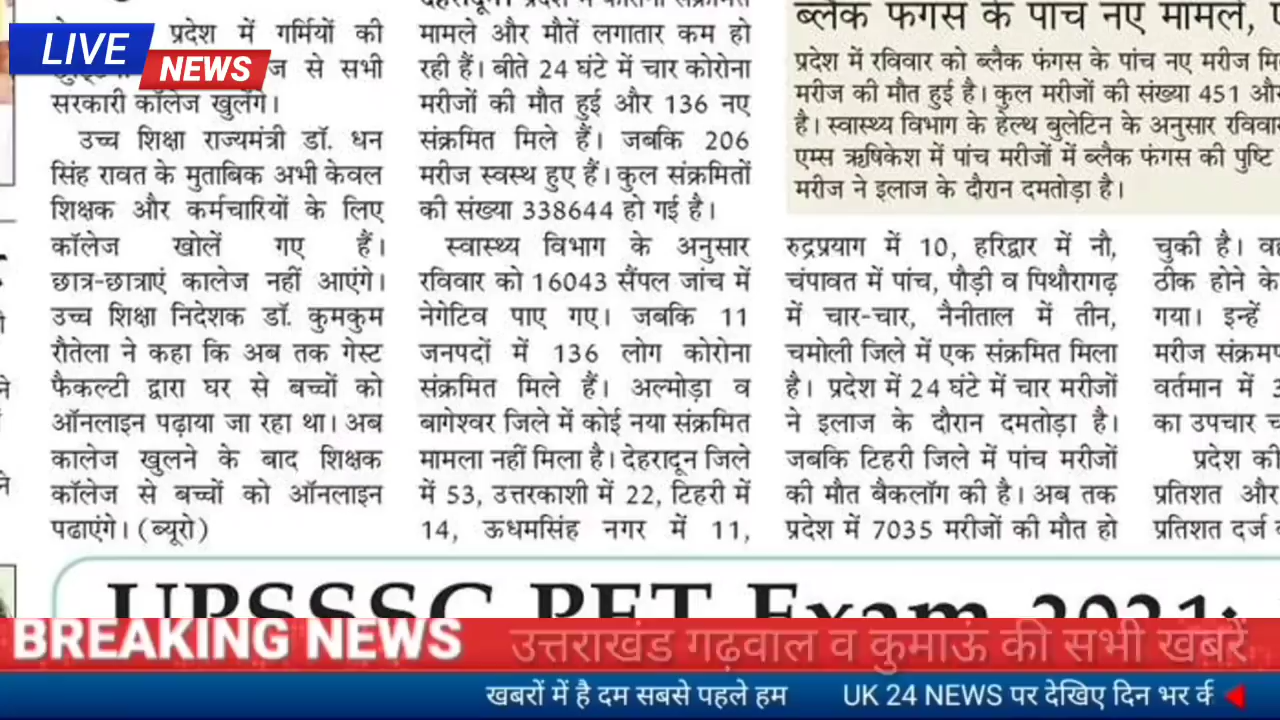 LIVE
NEWS
प्रदेश में गर्मियों की
ज से सभी
सरकारी कॉलेज खुलेंगे।
उच्च शिक्षा राज्यमंत्री डॉ. धन
सिंह रावत के मुताबिक अभी केवल
शिक्षक और कर्मचारियों के लिए
कॉलेज खोलें गए हैं।
छात्र-छात्राएं कालेज नहीं आएंगे।
उच्च शिक्षा निदेशक डॉ. कुमकुम
रौतेला ने कहा कि अब तक गेस्ट
फैकल्टी द्वारा घर से बच्चों को
ऑनलाइन पढ़ाया जा रहा था। अब
कालेज खुलने के बाद शिक्षक
कॉलेज से बच्चों को ऑनलाइन
पढाएंगे। (ब्यूरो)
मामले और मौतें लगातार कम हो
रही हैं। बीते 24 घंटे में चार कोरोना
मरीजों की मौत हुई और 136 नए
संक्रमित मिले हैं। जबकि 206
मरीज स्वस्थ हुए हैं। कुल संक्रमितों
की संख्या 338644 हो गई है।
स्वास्थ्य विभाग के अनुसार
रविवार को 16043 सैंपल जांच में
नेगेटिव पाए गए। जबकि 11
जनपदों में 136 लोग कोरोना
संक्रमित मिले हैं। अल्मोड़ा व
बागेश्वर जिले में कोई नया संक्रमित
मामला नहीं मिला है। देहरादून जिले
में 53, उत्तरकाशी में 22, टिहरी में
14, ऊधमसिंह नगर में 11,
ब्लैक फंगस के पांच नए मामले,
प्रदेश में रविवार को ब्लैक फंगस के पांच नए मरीज
मरीज की मौत हुई है। कुल मरीजों की संख्या 451
है। स्वास्थ्य विभाग के हेल्थ बुलेटिन के अनुसार
एम्स ऋषिकेश में पांच मरीजों में ब्लैक फंगस की पुष्टि
मरीज ने इलाज के दौरान दमतोड़ा है।
रुद्रप्रयाग में 10, हरिद्वार में नौ,
चंपावत में पांच, पौड़ी व पिथौरागढ़
में चार-चार, नैनीताल में तीन,
चमोली जिले में एक संक्रमित मिला
है। प्रदेश में 24 घंटे में चार मरीजों
ने इलाज के दौरान दमतोड़ा है।
जबकि टिहरी जिले में पांच मरीजों
की मौत बैकलॉग की है। अब तक
प्रदेश में 7035 मरीजों की मौत हो
चुकी है।
ठीक होने के
गया। इन्हें
मरीज
वर्तमान में
का उपचार
प्रदेश की
प्रतिशत और
प्रतिशत दर्ज
UPSSSC PET Exam 2021:
BREAKING NEWS
उत्तराखंड गढ़वाल व कुमाऊं की सभी खबरें
खबरों में है दम सबसे पहले हम UK 24 NEWS पर देखिए दिन भर